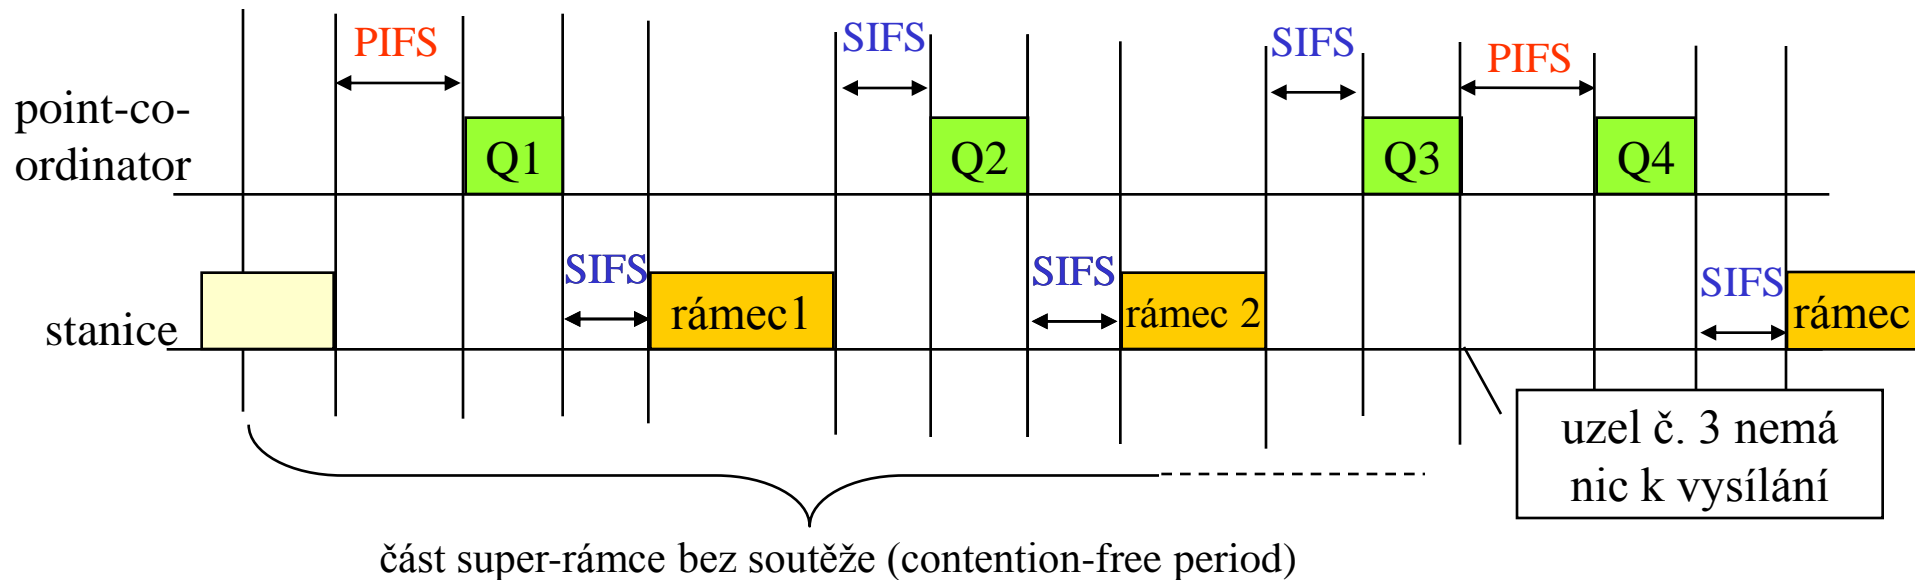 PIFS
SIFS
SIFS
PIFS
point-co-
ordinator
Q1
Q2
Q3
Q4
stanice
SIFS
rámec1
SIFS
rámec 2
SIFS
rámec
uzel č. 3 nemá
nic k vysílání
část super-rámce bez soutěže (contention-free period)